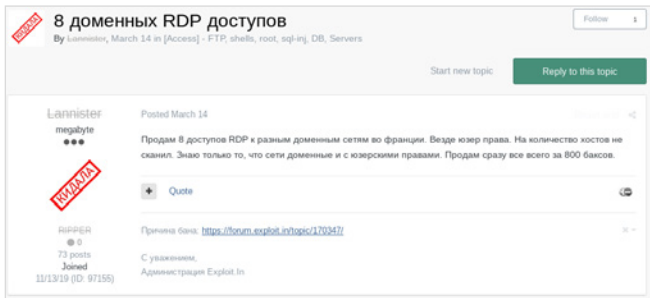 КИДАЛА
8 доменных RDP доступов
By Lannister, March 14 in [Access] - FTP, shells, root, sql-inj, DB, Servers
Follow 1
Start new topic
Reply to this topic
Lannister
megabyte
КИДАЛА
RIPPER
0
73 posts
Joined
11/13/19 (ID: 97155)
Posted March 14
Продам 8 доступов RDP к разным доменным сетям во франции. Везде юзер права. На количество хостов не
сканил. Знаю только то, что сети доменные и с юзерскими правами. Продам сразу все всего за 800 баксов.
+ Quote
Причина бана: https://forum.exploit.in/topic/170347/
С уважением,
Администрация Exploit.In